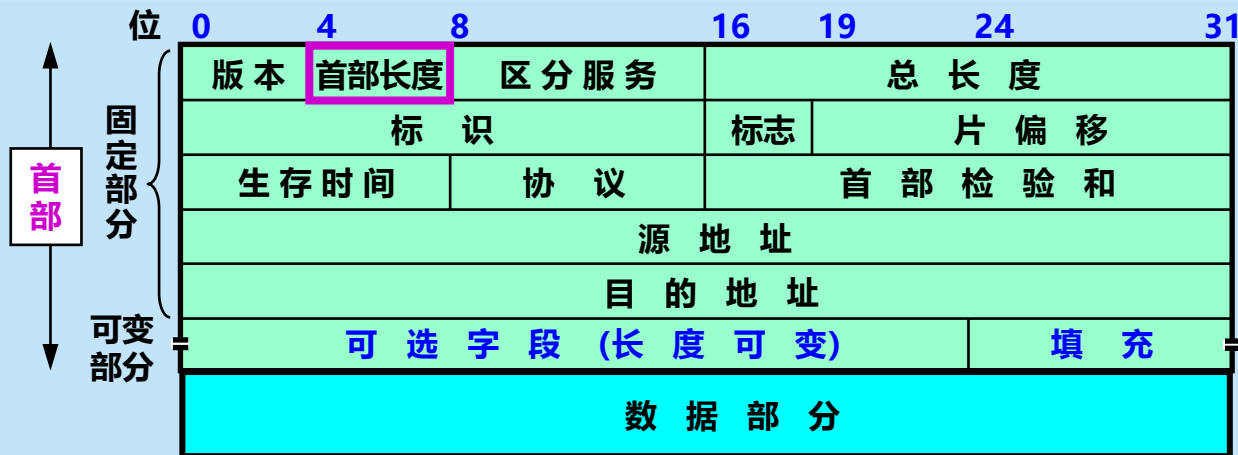 位 0 4 8 16 19 24 31
版本 首部长度 区分服务 总长度
标识 标志 片偏移
生存时间 协议 首部检验和
源地址
目的地址
可选字段 (长度可变) 填充
数据部分
首部
固定部分
可变
部分